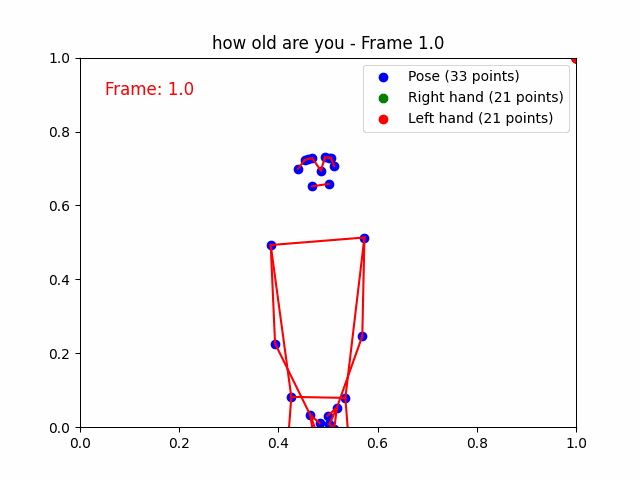 how old are you - Frame 1.0
Frame: 1.0
Pose (33 points)
Right hand (21 points)
Left hand (21 points)
1.0
0.8
0.6
0.4
0.2
0.0
0.0 0.2 0.4 0.6 0.8 1.0